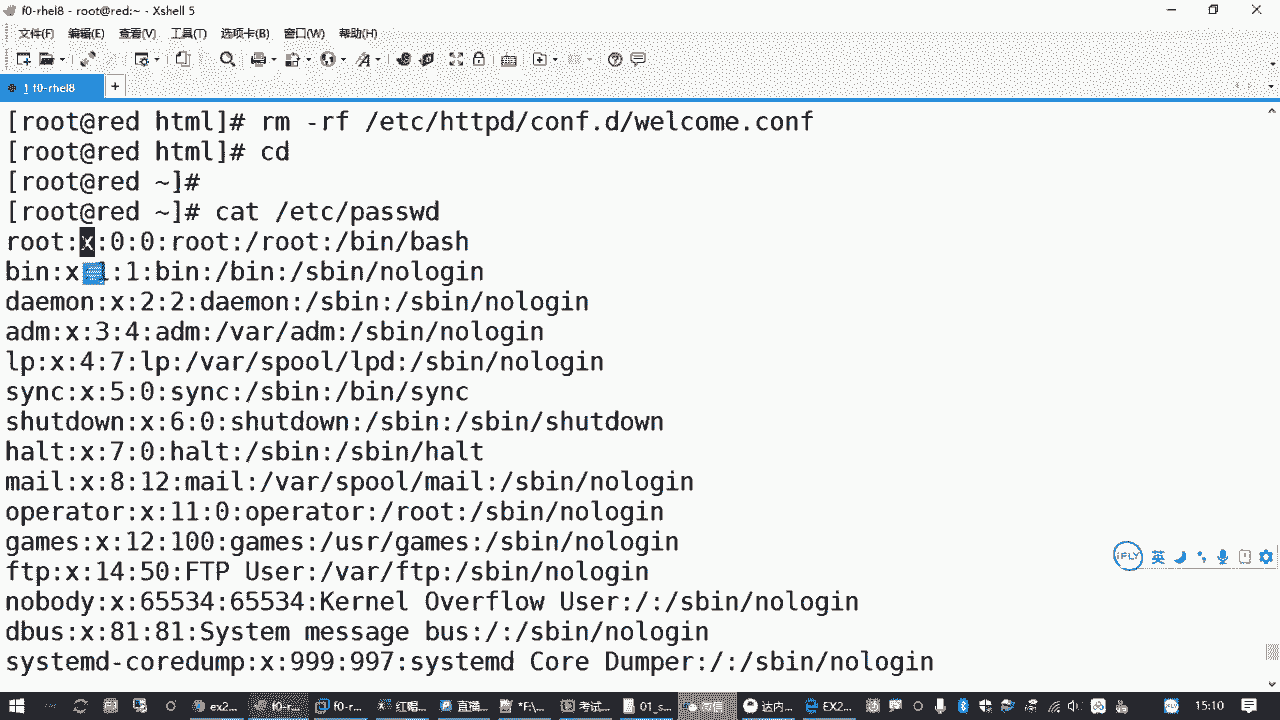 f0-rhel8 - root@red:~ - Xshell 5
文件(F) 编辑(E) 查看(V) 工具(T) 选项卡(B) 窗口(W) 帮助(H)
1 f0-rhel8 +
[root@red html]# rm -rf /etc/httpd/conf.d/welcome.conf
[root@red html]# cd
[root@red ~]#
[root@red ~]# cat /etc/passwd
root:x:0:0:root:/root:/bin/bash
bin:x:1:bin:/bin:/sbin/nologin
daemon:x:2:2:daemon:/sbin:/sbin/nologin
adm:x:3:4:adm:/var/adm:/sbin/nologin
lp:x:4:7:lp:/var/spool/lpd:/sbin/nologin
sync:x:5:0:sync:/sbin:/bin/sync
shutdown:x:6:0:shutdown:/sbin:/sbin/shutdown
halt:x:7:0:halt:/sbin:/sbin/halt
mail:x:8:12:mail:/var/spool/mail:/sbin/nologin
operator:x:11:0:operator:/root:/sbin/nologin
games:x:12:100:games:/usr/games:/sbin/nologin
ftp:x:14:50:FTP User:/var/ftp:/sbin/nologin
nobody:x:65534:65534:Kernel Overflow User:/:/sbin/nologin
dbus:x:81:81:System message bus:/:/sbin/nologin
systemd-coredump:x:999:997:systemd Core Dumper:/:/sbin/nologin
iFLY 英
ex2... f0-r... f0-r... 红帽... 直播... *F:\... 考试... 01_s... 达内... EX2... 15:10